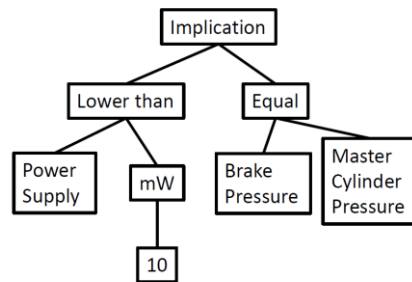 Implication
Lower than
Equal
Power
Supply
mW
Brake
Pressure
Master
Cylinder
Pressure
10